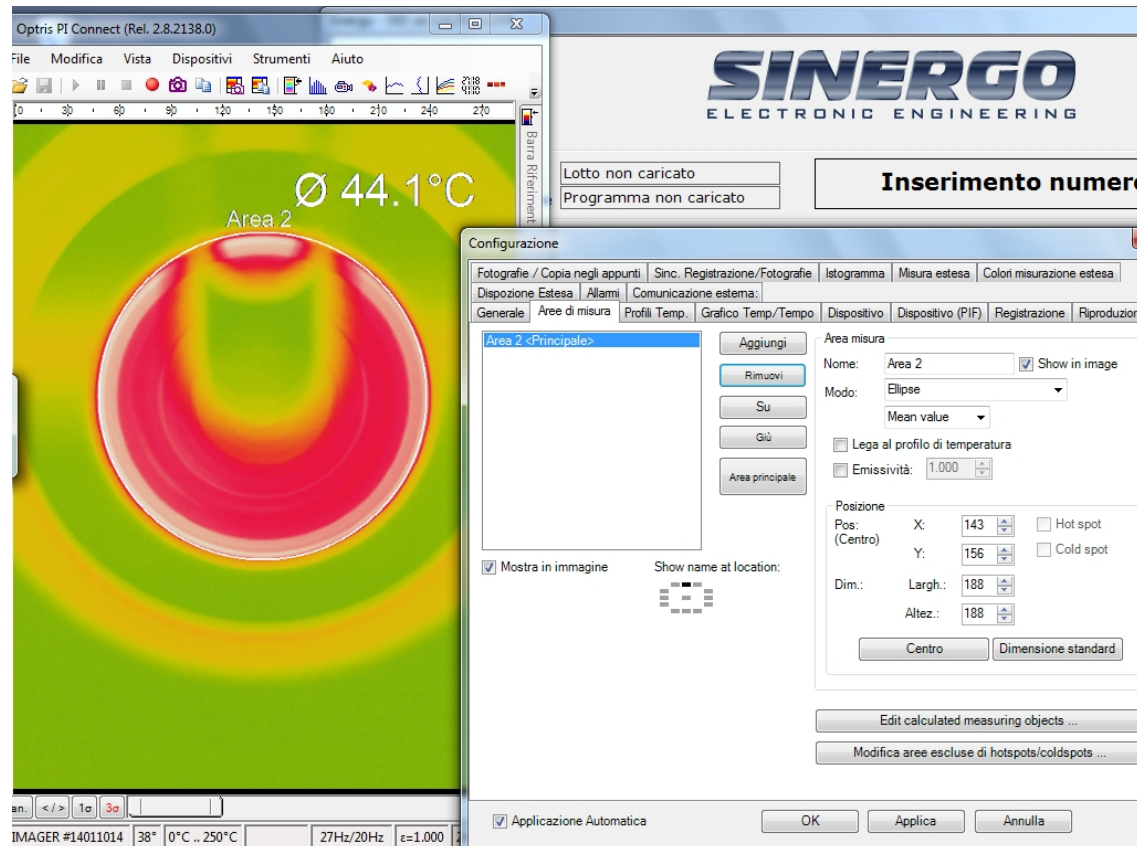 Optris PI Connect (Rel. 2.8.2138.0)
File Modifica Vista Dispositivi Strumenti Aiuto
30 60 90 120 150 180 210 240 270
Barra Riferimento
Ø 44.1°C
Area 2
an. </> 1σ 3σ
IMAGER #14011014 38° 0°C .. 250°C 27Hz/20Hz ε=1.000
SINERGO
ELECTRONIC ENGINEERING
Lotto non caricato
Programma non caricato
Inserimento numero
Configurazione
Fotografie / Copia negli appunti Sinc. Registrazione/Fotografie Istogramma Misura estesa Colori misurazione estesa
Dispozione Estesa Allarmi Comunicazione esterna:
Generale Aree di misura Profili Temp. Grafico Temp/Tempo Dispositivo Dispositivo (PIF) Registrazione Riproduzion
Area 2 <Principale>
Aggiungi
Rimuovi
Su
Giù
Area principale
Mostra in immagine
Show name at location:
Area misura
Nome: Area 2 Show in image
Modo: Ellipse
Mean value
Lega al profilo di temperatura
Emissività: 1.000
Posizione
Pos: X: 143 Hot spot
(Centro)
Y: 156 Cold spot
Dim.: Largh.: 188
Altez.: 188
Centro Dimensione standard
Edit calculated measuring objects ...
Modifica aree escluse di hotspots/coldspots ...
Applicazione Automatica OK Applica Annulla